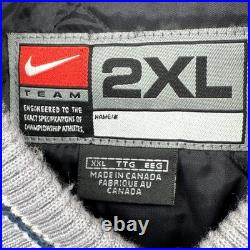 TEAM
2XL
ENGINEERED TO THE
EXACT SPECIFICATIONS OF
CHAMPIONSHIP ATHLETES.
NAME/#
XXL TTG EEG
MADE IN CANADA
FABRIQUE AU
CANADA